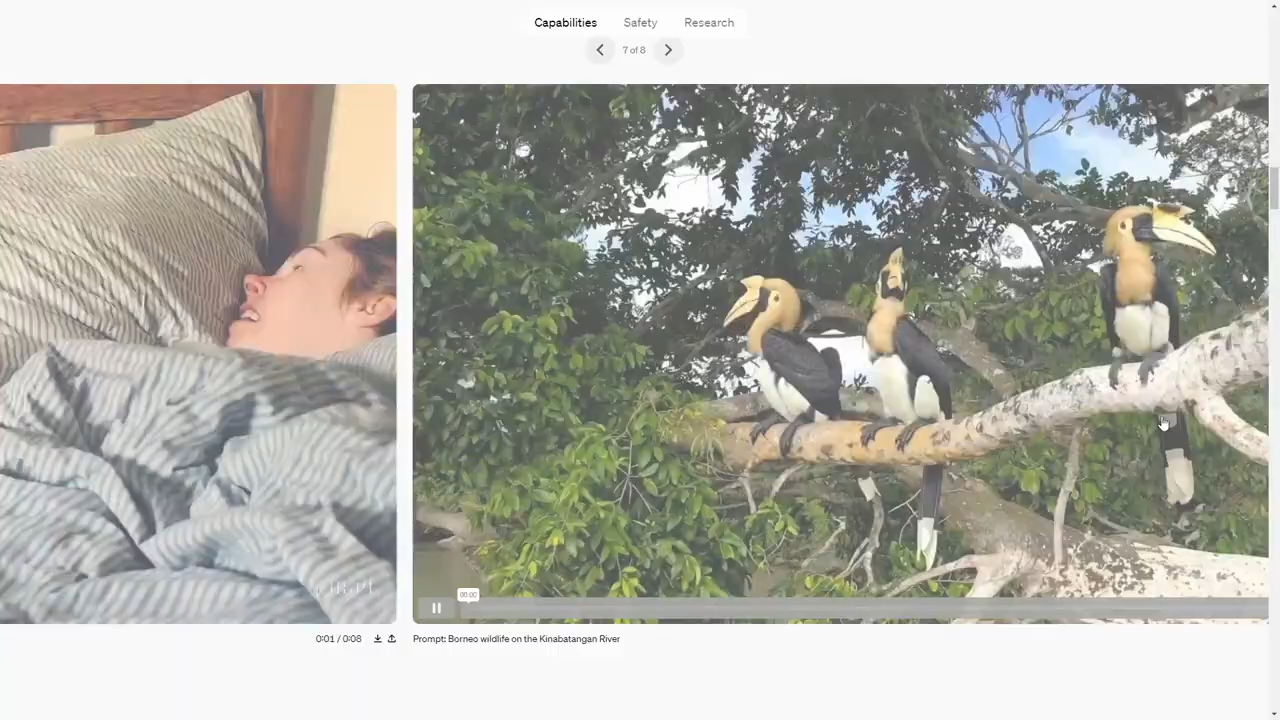 Capabilities Safety Research
7 of 8
00:00
0:01 / 0:08
Prompt: Borneo wildlife on the Kinabatangan River